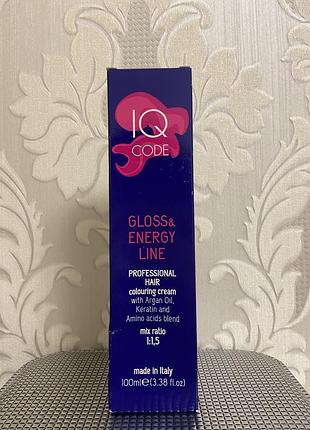 IQ
CODE
GLOSS&
ENERGY
LINE
PROFESSIONAL
HAIR
colouring cream
with Argan Oil,
Keratin and
Amino acids blend
mix ratio
1:1,5
made in Italy
100ml℮(3.38 fl.oz)